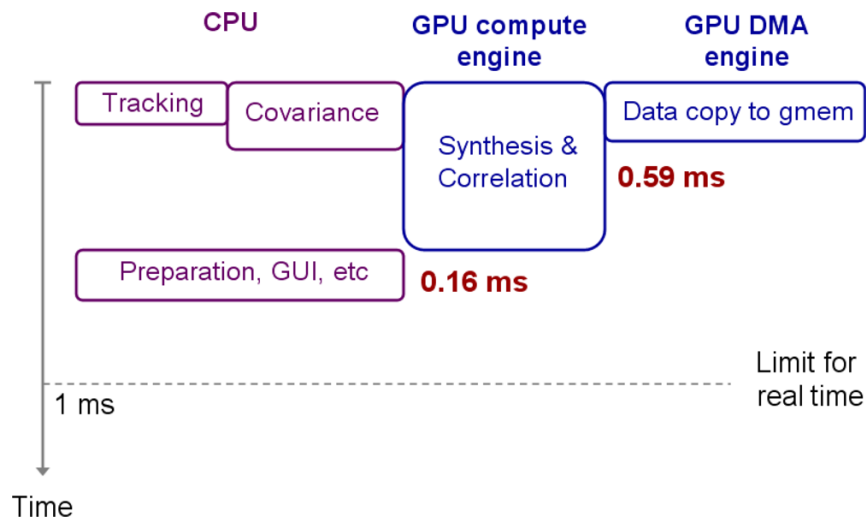 CPU
GPU compute
engine
GPU DMA
engine
Tracking
Covariance
Synthesis &
Correlation
Data copy to gmem
0.59 ms
Preparation, GUI, etc
0.16 ms
Limit for
real time
1 ms
Time